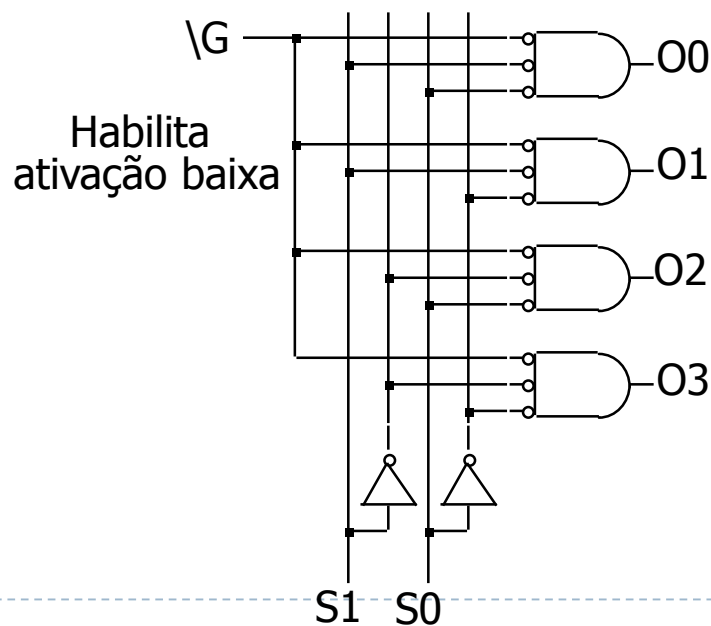 \G
O0
Habilita
ativação baixa
O1
O2
O3
S1 S0